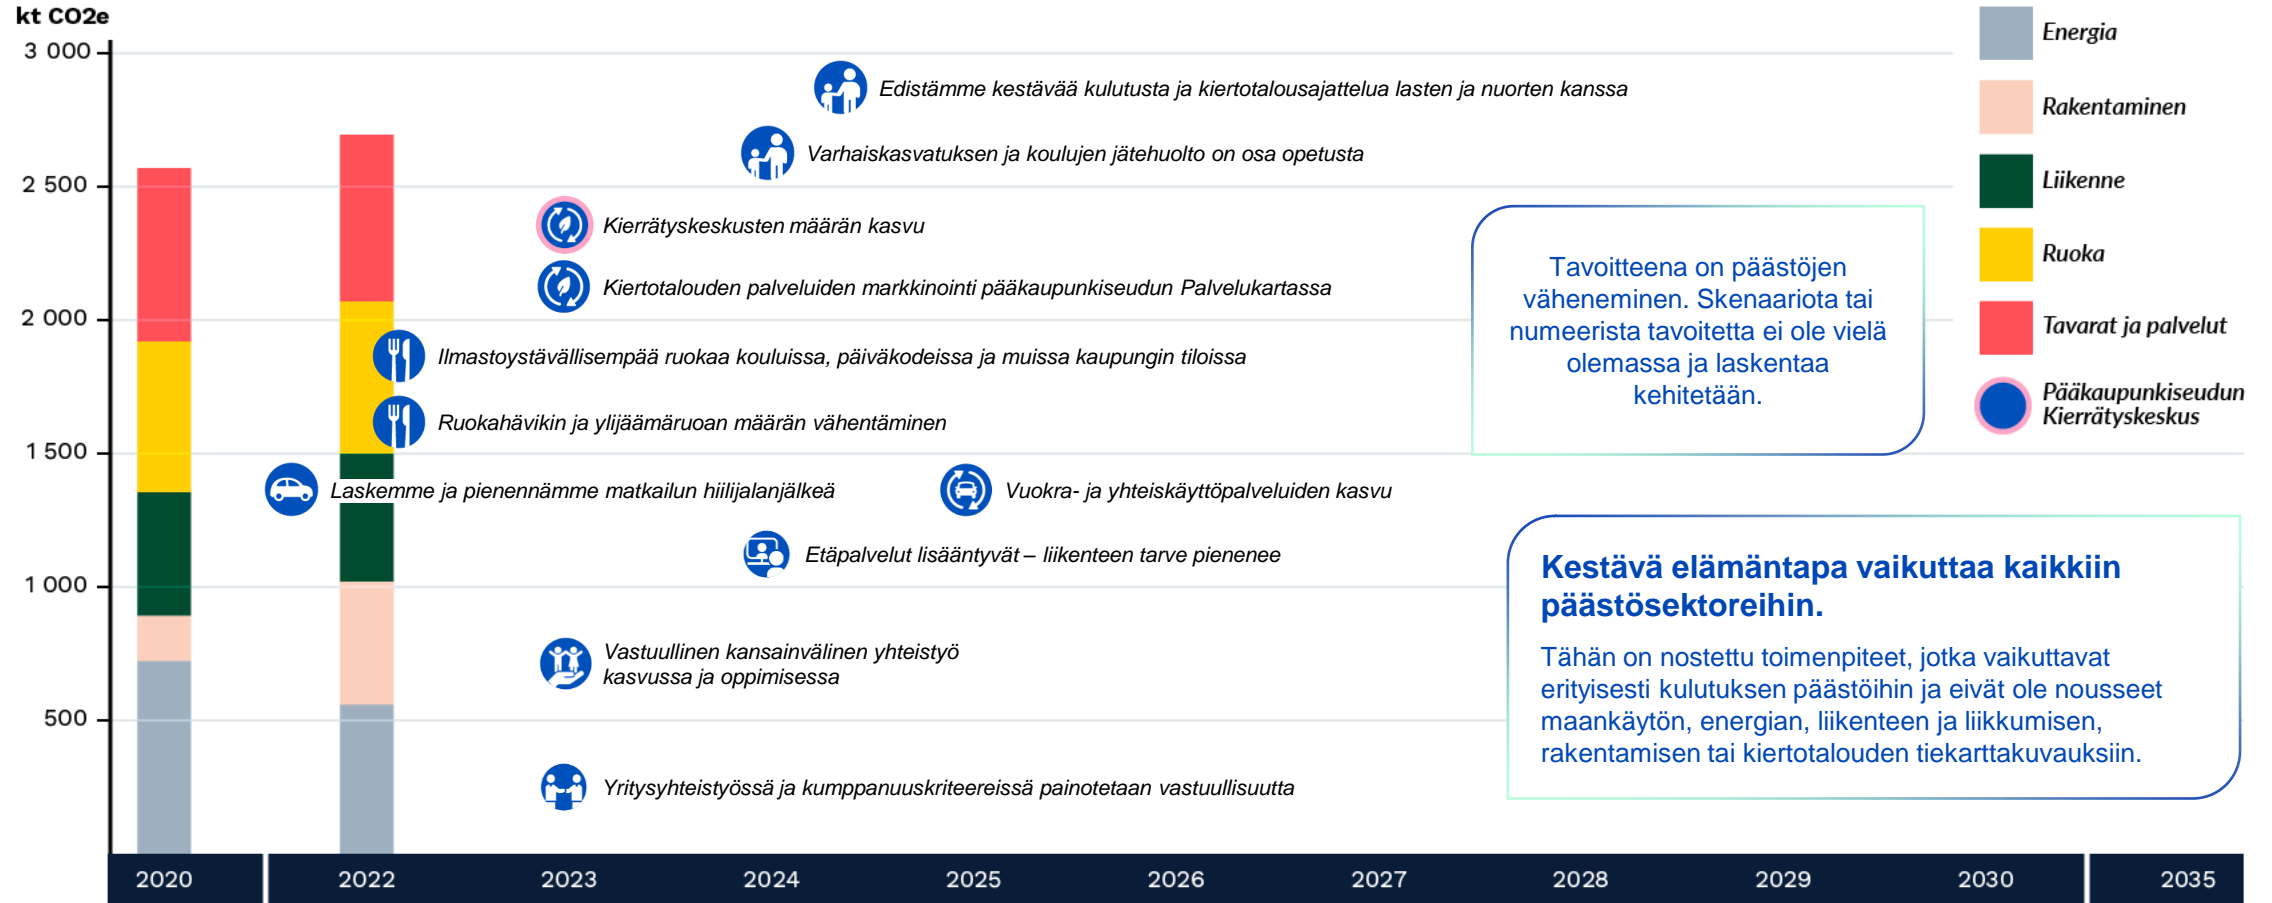 kt CO2e
3 000
2 500
2 000
1 500
1 000
500
Edistämme kestävää kulutusta ja kiertotalousajattelua lasten ja nuorten kanssa
Varhaiskasvatuksen ja koulujen jätehuolto on osa opetusta
Kierrätyskeskusten määrän kasvu
Kiertotalouden palveluiden markkinointi pääkaupunkiseudun Palvelukartassa
Ilmastoystävällisempää ruokaa kouluissa, päiväkodeissa ja muissa kaupungin tiloissa
Ruokahävikin ja ylijäämäruoan määrän vähentäminen
Laskemme ja pienennämme matkailun hiilijalanjälkeä
Vuokra- ja yhteiskäyttöpalveluiden kasvu
Etäpalvelut lisääntyvät – liikenteen tarve pienenee
Vastuullinen kansainvälinen yhteistyö
kasvussa ja oppimisessa
Yritysyhteistyössä ja kumppanuuskriteereissä painotetaan vastuullisuutta
Tavoitteena on päästöjen
väheneminen. Skenaariota tai
numeerista tavoitetta ei ole vielä
olemassa ja laskentaa
kehitetään.
Energia
Rakentaminen
Liikenne
Ruoka
Tavarat ja palvelut
Pääkaupunkiseudun
Kierrätyskeskus
Kestävä elämäntapa vaikuttaa kaikkiin
päästösektoreihin.
Tähän on nostettu toimenpiteet, jotka vaikuttavat
erityisesti kulutuksen päästöihin ja eivät ole nousseet
maankäytön, energian, liikenteen ja liikkumisen,
rakentamisen tai kiertotalouden tiekarttakuvauksiin.
2020 2022 2023 2024 2025 2026 2027 2028 2029 2030 2035